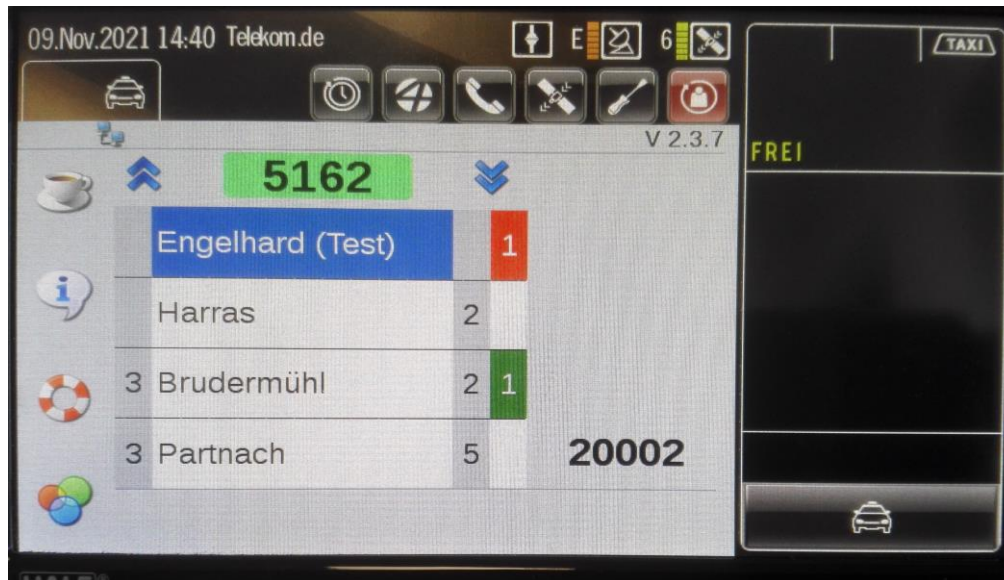 09.Nov.2021 14:40 Telekom.de E 6
TAXI
V 2.3.7
FREI
5162
Engelhard (Test) 1
Harras 2
3 Brudermühl 2 1
3 Partnach 5 20002